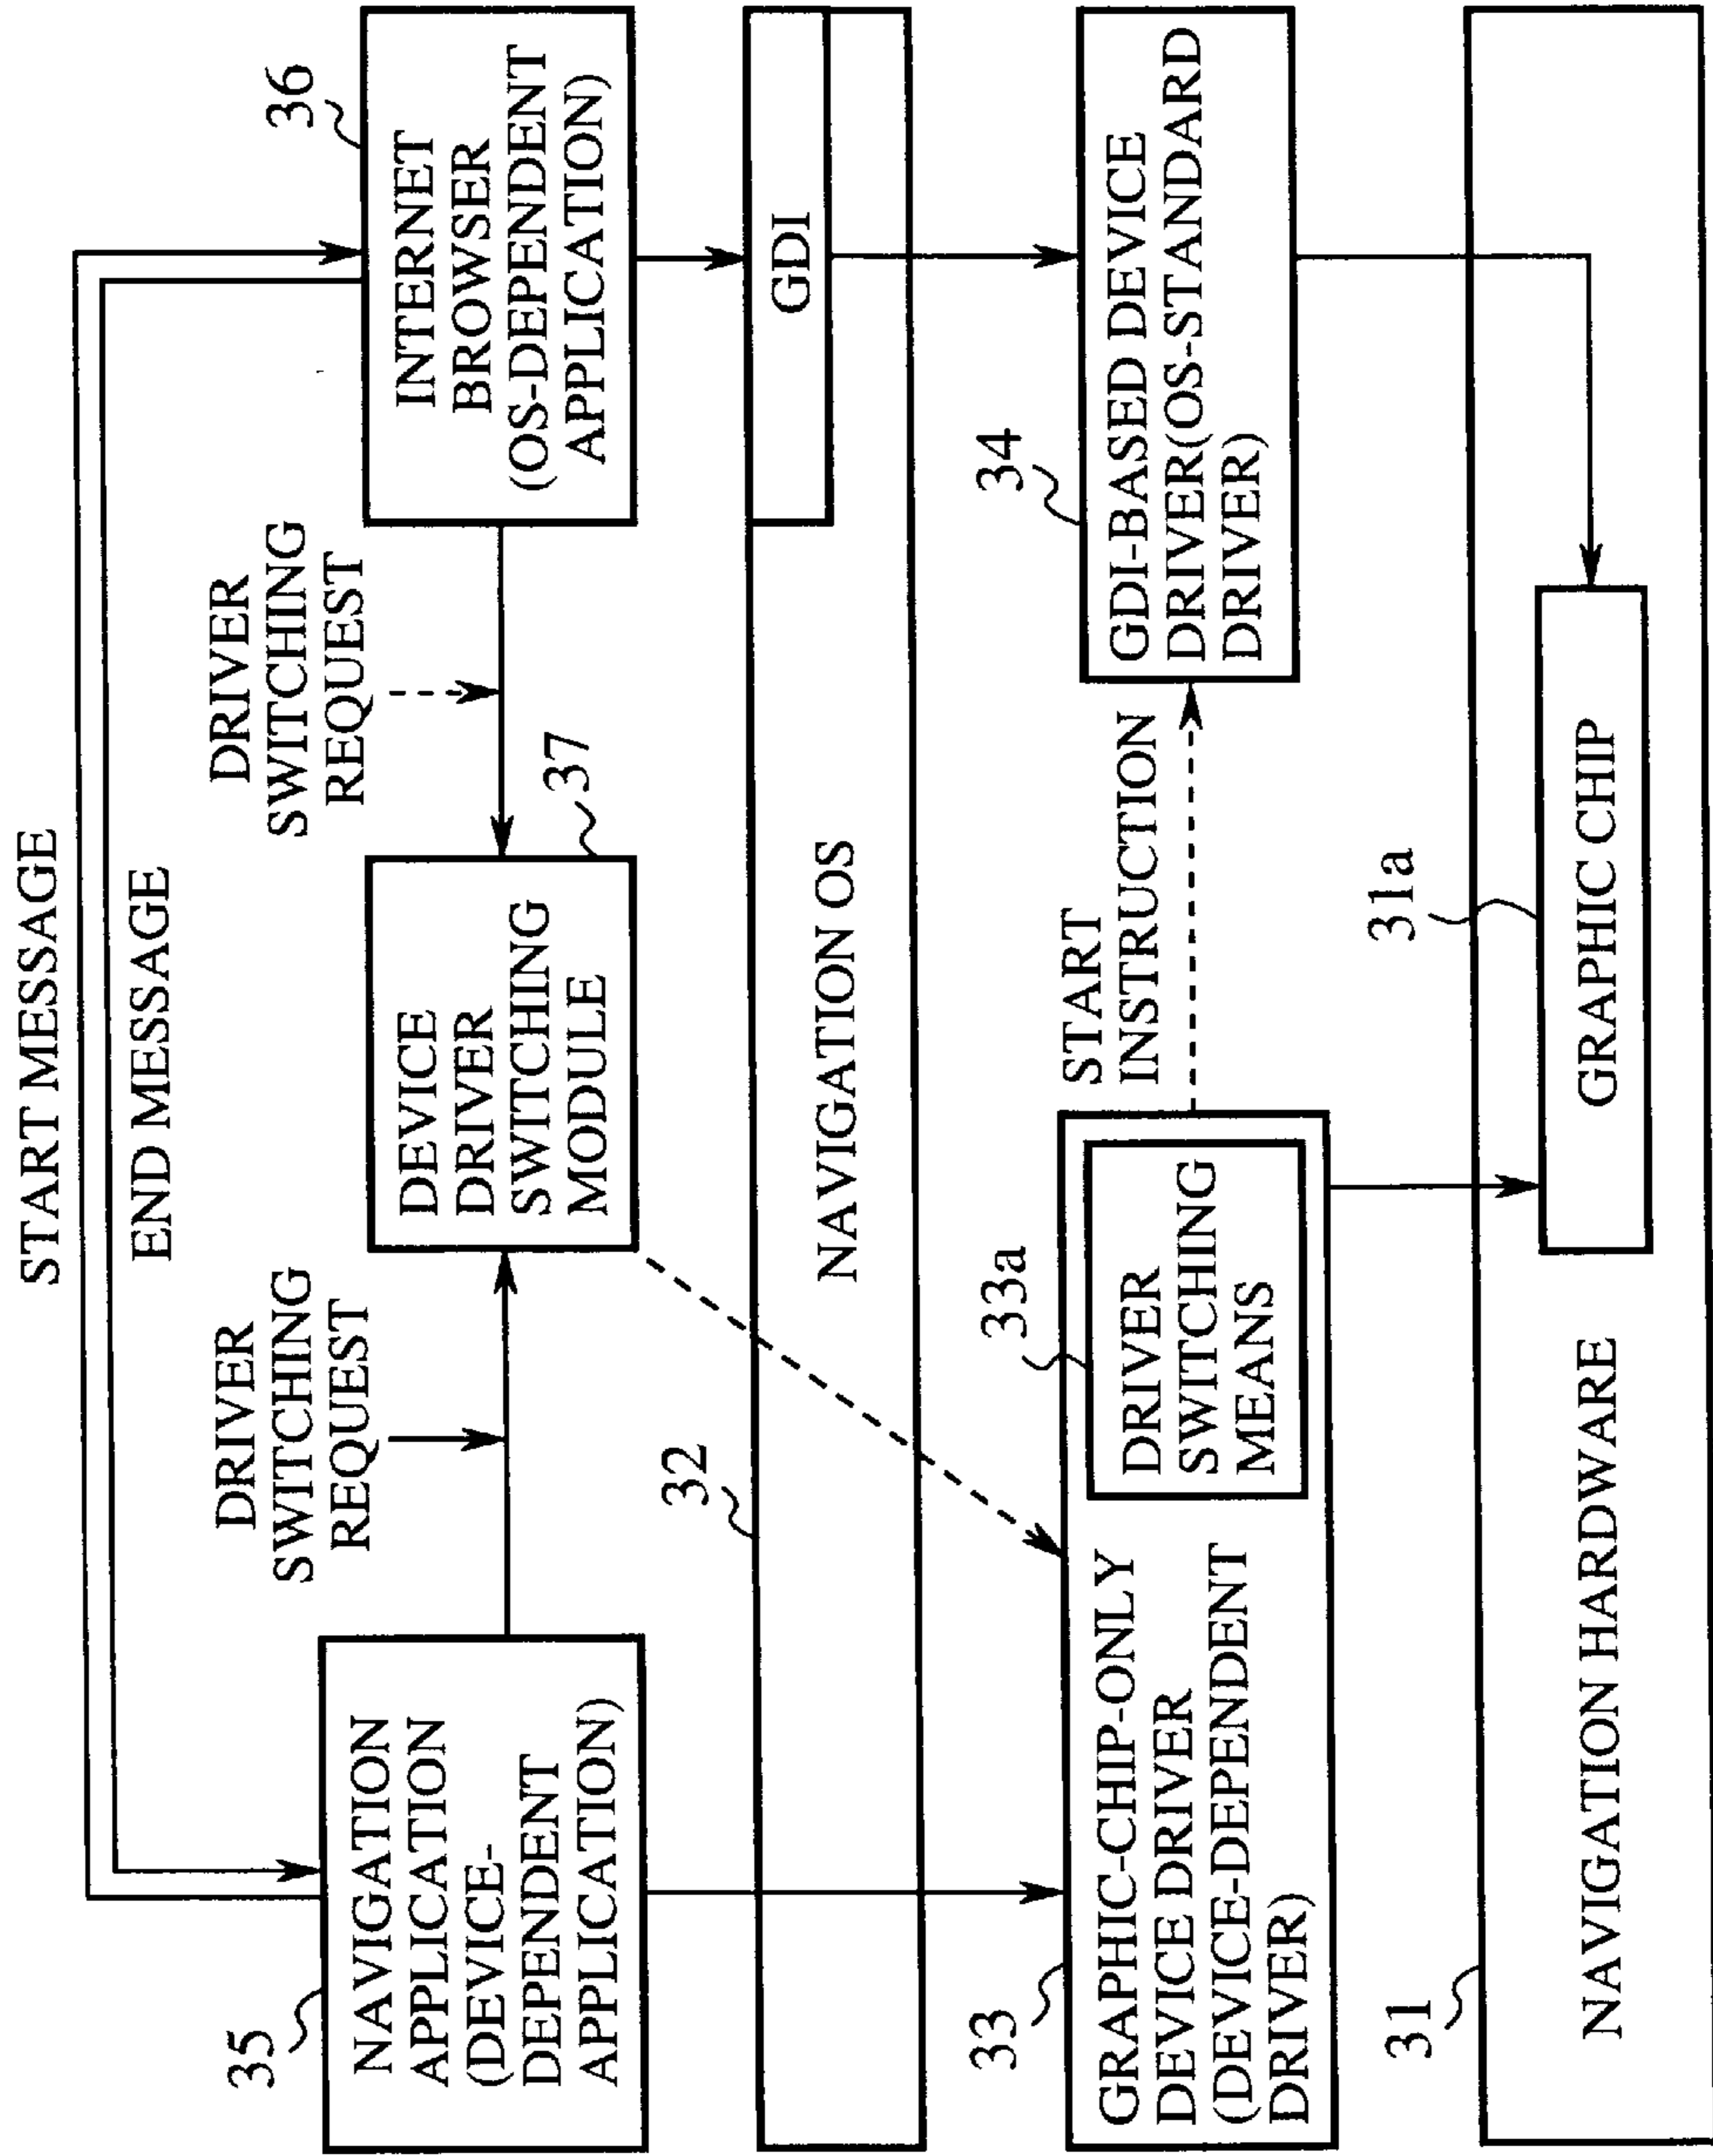 START MESSAGE
END MESSAGE
35
NAVIGATION
APPLICATION
(DEVICE-
DEPENDENT
APPLICATION)
DRIVER
SWITCHING
REQUEST
DEVICE
DRIVER
SWITCHING
MODULE
37
DRIVER
SWITCHING
REQUEST
36
INTERNET
BROWSER
(OS-DEPENDENT
APPLICATION)
32
NAVIGATION OS
GDI
33
GRAPHIC-CHIP-ONLY
DEVICE DRIVER
(DEVICE-DEPENDENT
DRIVER)
33a
DRIVER
SWITCHING
MEANS
START
INSTRUCTION
34
GDI-BASED DEVICE
DRIVER(OS-STANDARD
DRIVER)
31
NAVIGATION HARDWARE
31a
GRAPHIC CHIP